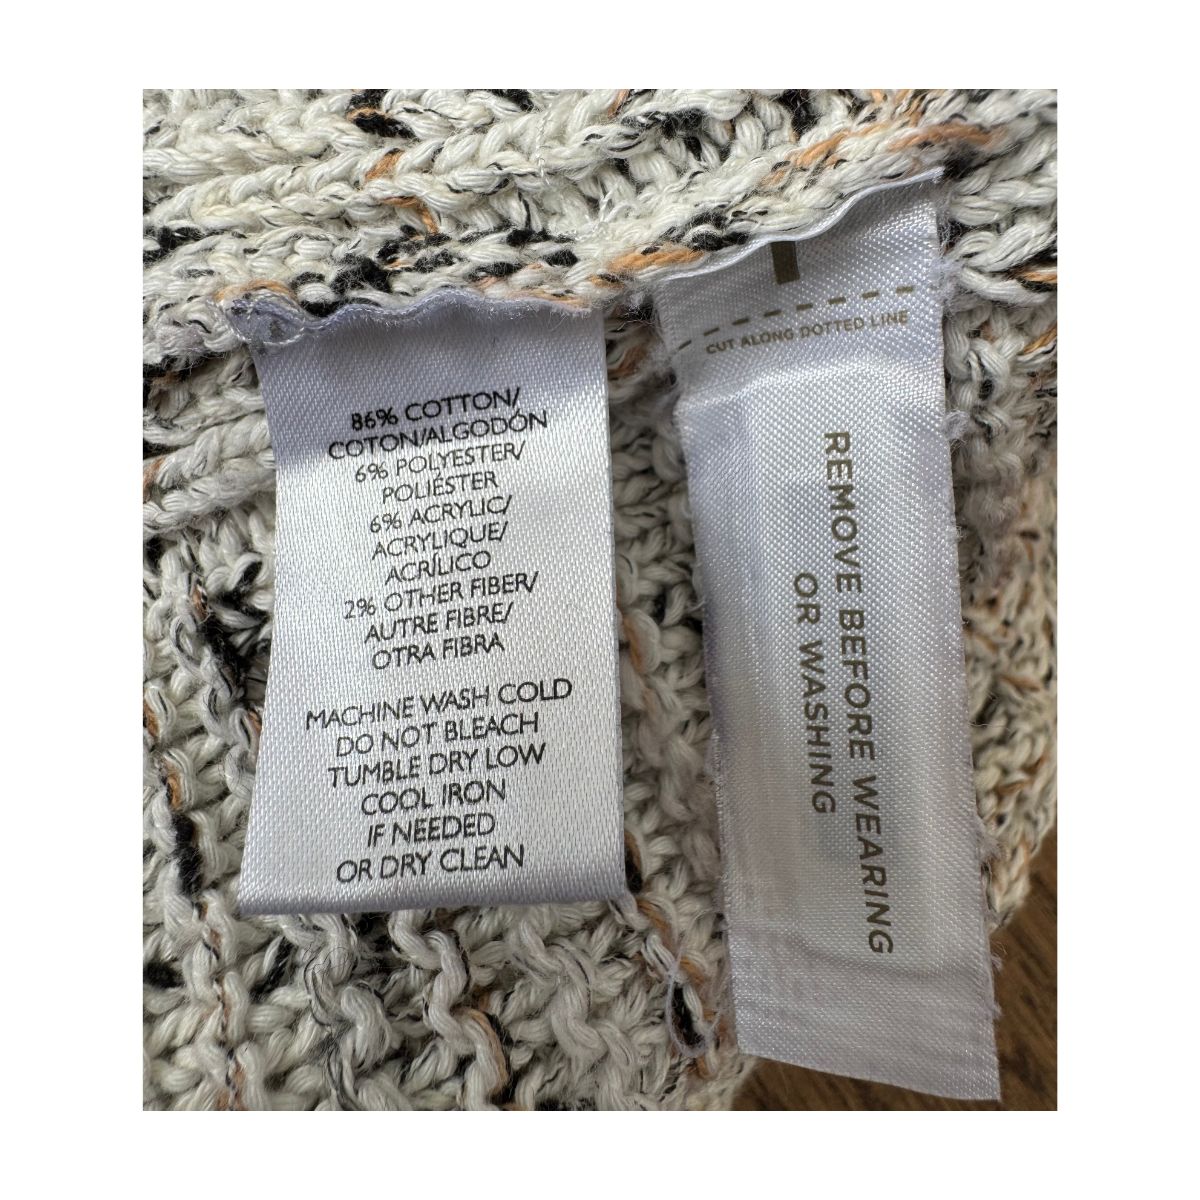 86% COTTON/
COTON/ALGODÓN
6% POLYESTER/
POLIÉSTER
6% ACRYLIC/
ACRYLIQUE/
ACRÍLICO
2% OTHER FIBER/
AUTRE FIBRE/
OTRA FIBRA
MACHINE WASH COLD
DO NOT BLEACH
TUMBLE DRY LOW
COOL IRON
IF NEEDED
OR DRY CLEAN
CUT ALONG DOTTED LINE
REMOVE BEFORE WEARING
OR WASHING